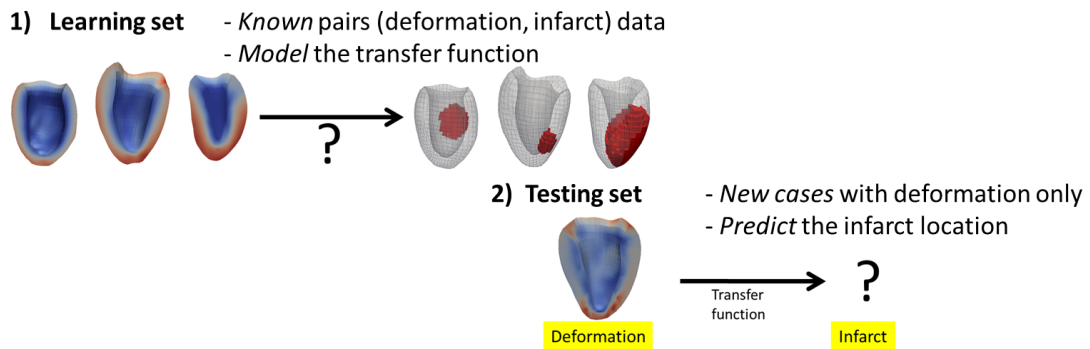 1) Learning set
- Known pairs (deformation, infarct) data
- Model the transfer function
?
2) Testing set
- New cases with deformation only
- Predict the infarct location
?
Transfer
function
Deformation
Infarct